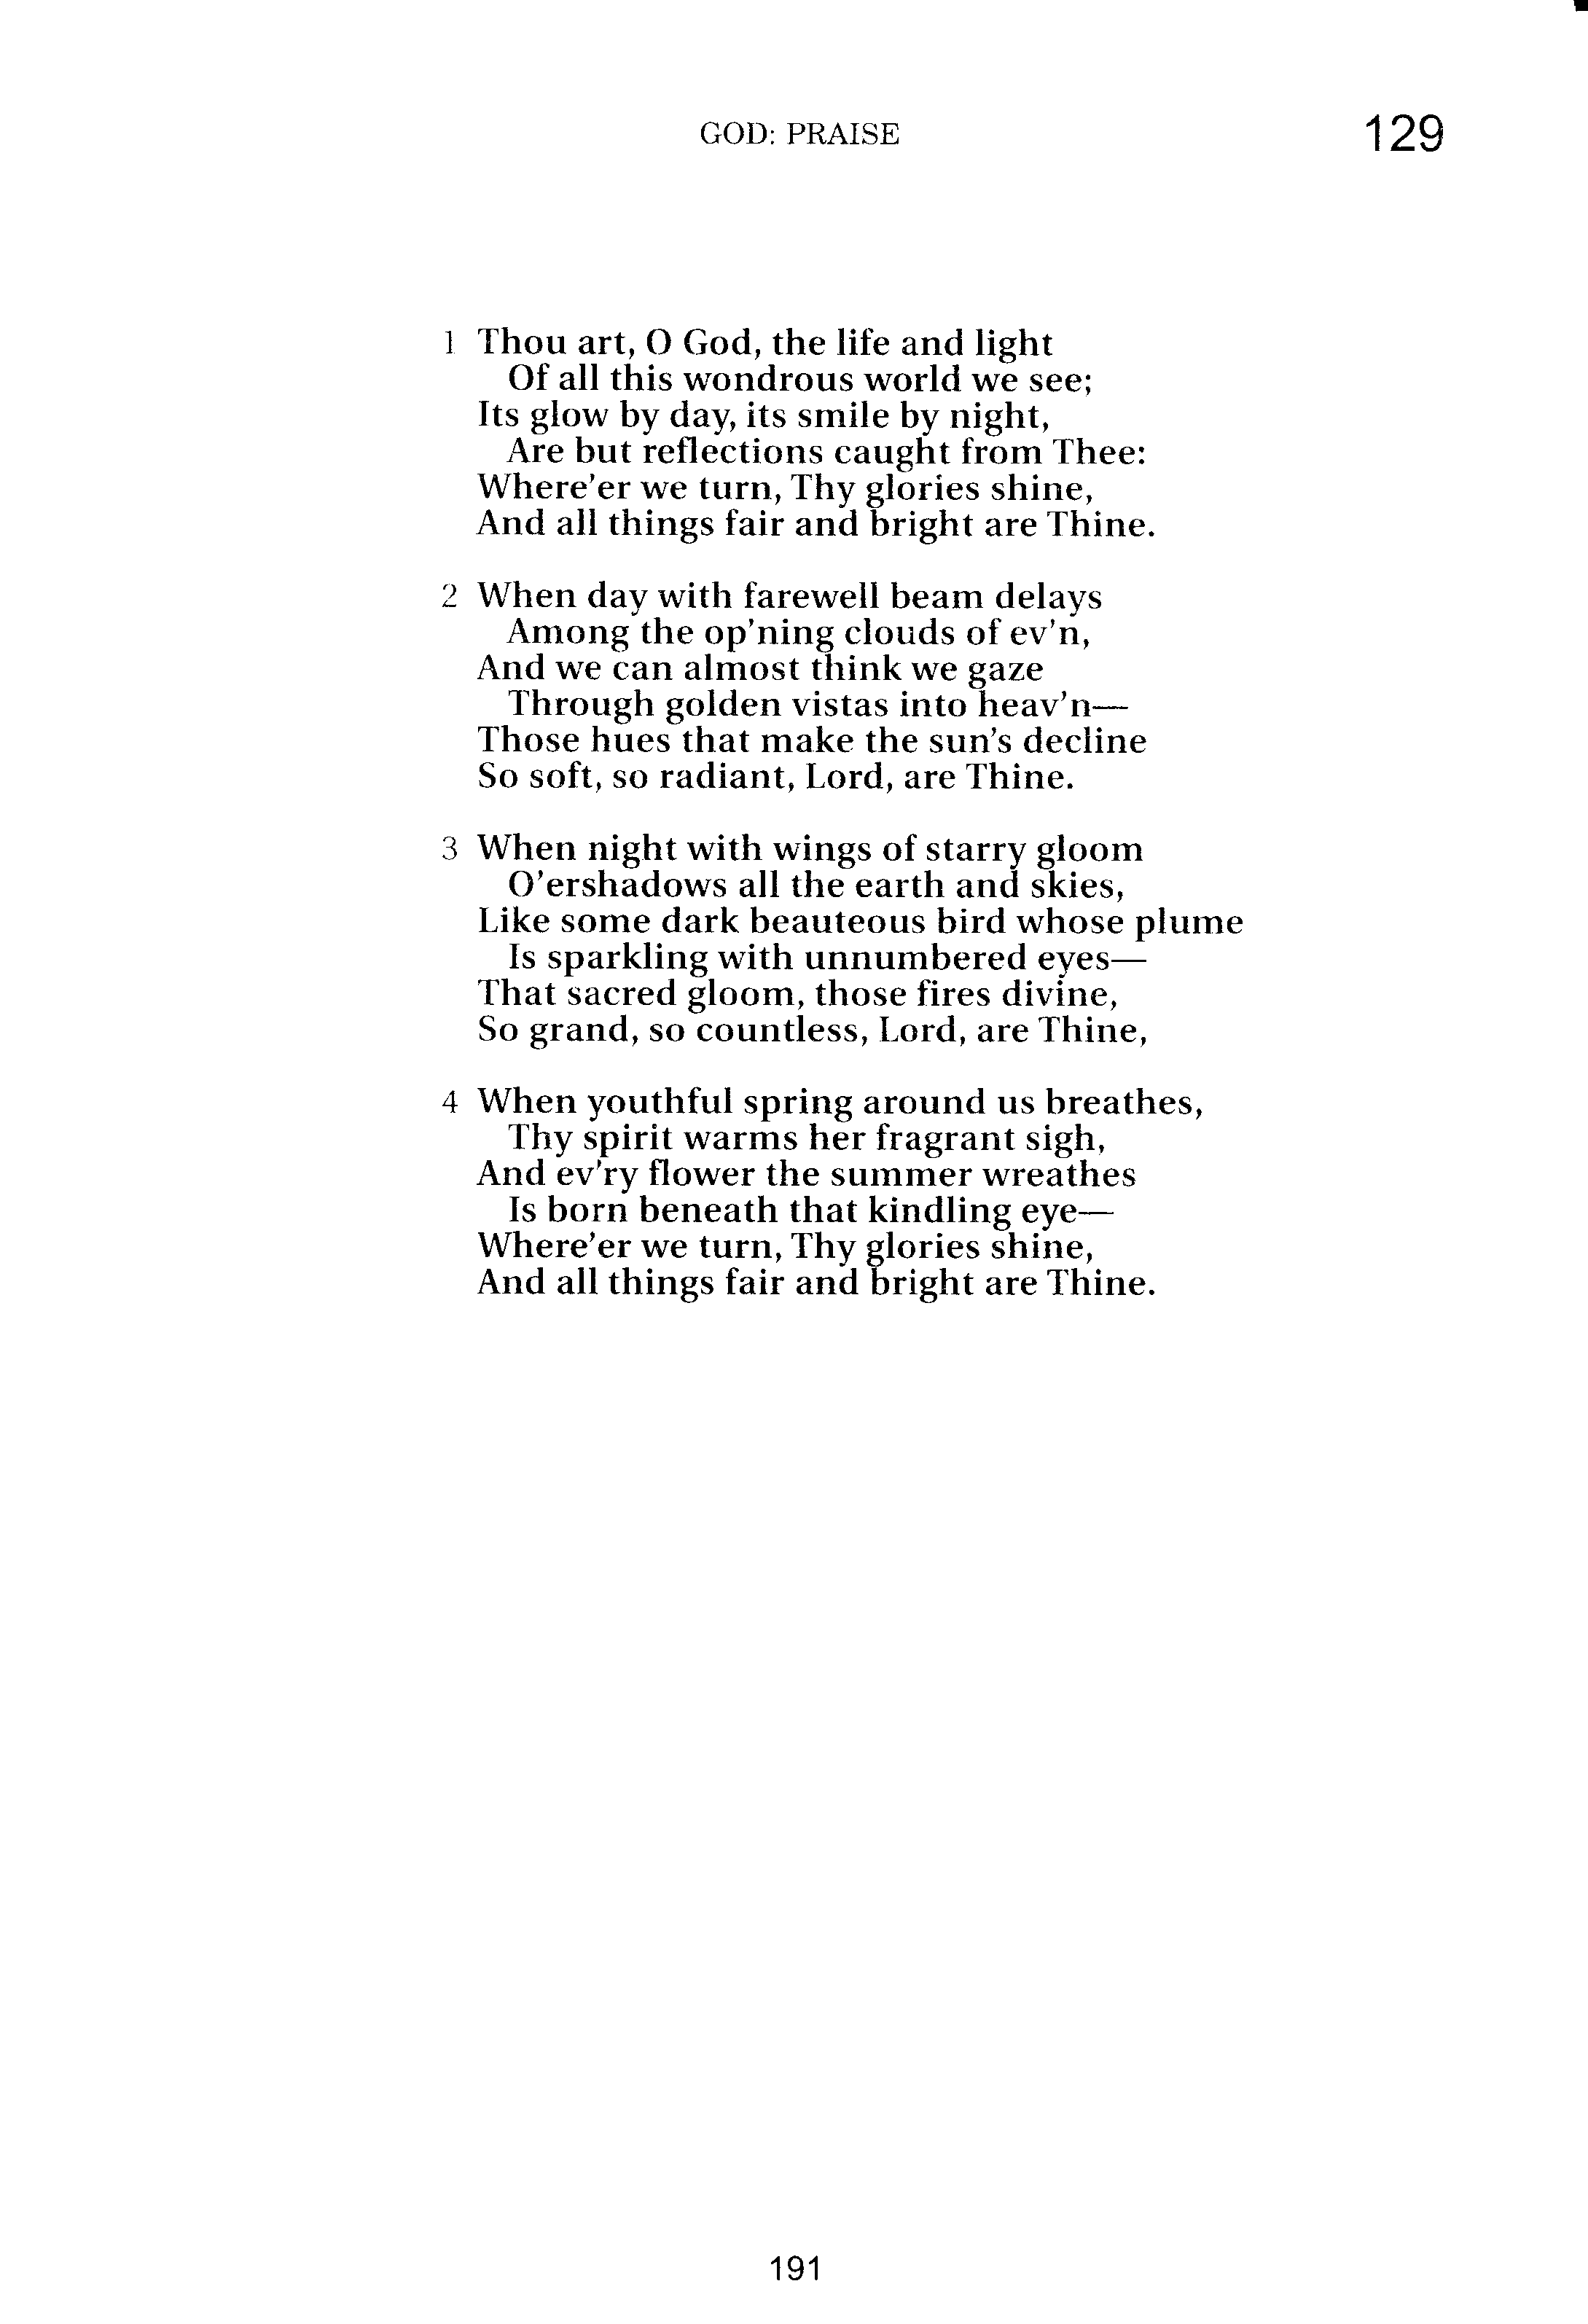 GOD: PRAISE 129
1 Thou art, O God, the life and light
Of all this wondrous world we see;
Its glow by day, its smile by night,
Are but reflections caught from Thee:
Where’er we turn, Thy glories shine,
And all things fair and bright are Thine.
2 When day with farewell beam delays
Among the op’ning clouds of ev’n,
And we can almost think we gaze
Through golden vistas into heav’n—
Those hues that make the sun’s decline
So soft, so radiant, Lord, are Thine.
3 When night with wings of starry gloom
O’ershadows all the earth and skies,
Like some dark beauteous bird whose plume
Is sparkling with unnumbered eyes—
That sacred gloom, those fires divine,
So grand, so countless, Lord, are Thine,
4 When youthful spring around us breathes,
Thy spirit warms her fragrant sigh,
And ev’ry flower the summer wreathes
Is born beneath that kindling eye—
Where’er we turn, Thy glories shine,
And all things fair and bright are Thine.
191